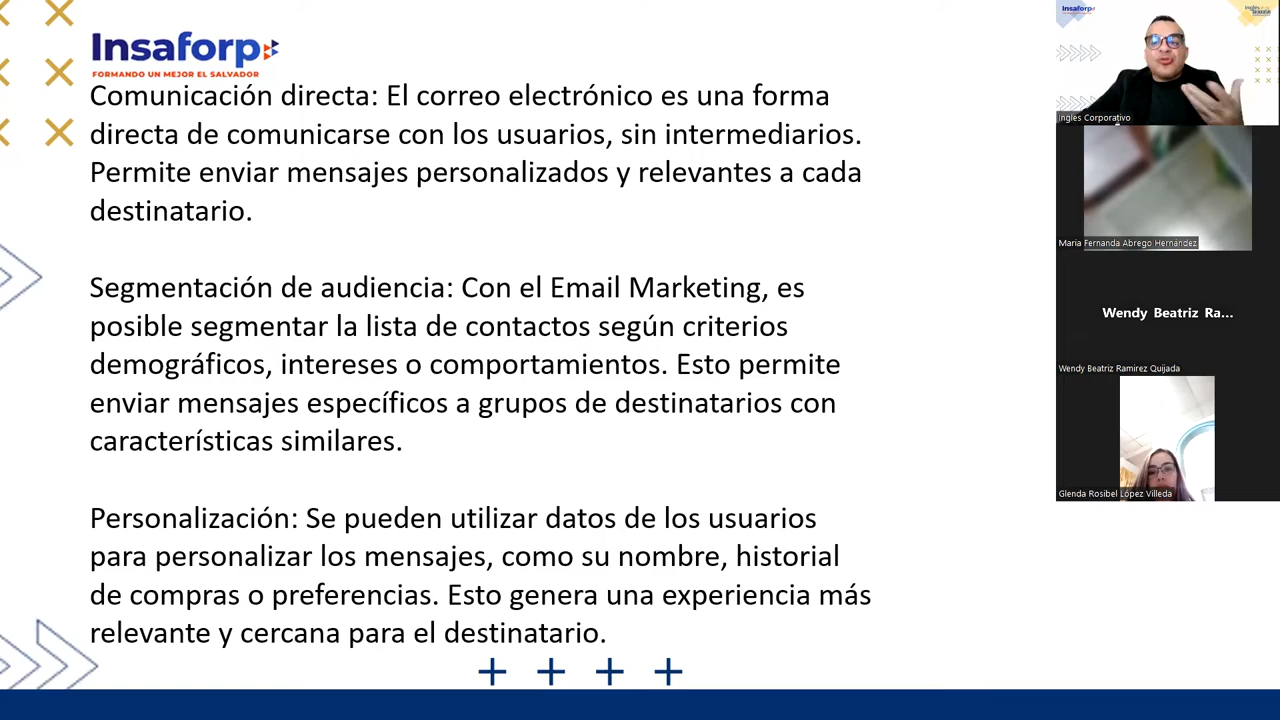 Insaforp
FORMANDO UN MEJOR EL SALVADOR
Comunicación directa: El correo electrónico es una forma
directa de comunicarse con los usuarios, sin intermediarios.
Permite enviar mensajes personalizados y relevantes a cada
destinatario.
Segmentación de audiencia: Con el Email Marketing, es
posible segmentar la lista de contactos según criterios
demográficos, intereses o comportamientos. Esto permite
enviar mensajes específicos a grupos de destinatarios con
características similares.
Personalización: Se pueden utilizar datos de los usuarios
para personalizar los mensajes, como su nombre, historial
de compras o preferencias. Esto genera una experiencia más
relevante y cercana para el destinatario.
Insaforp
Ingles Corporativo
Maria Fernanda Abrego Hernández
Wendy Beatriz Ra...
Wendy Beatriz Ramirez Quijada
Glenda Rosibel López Villeda